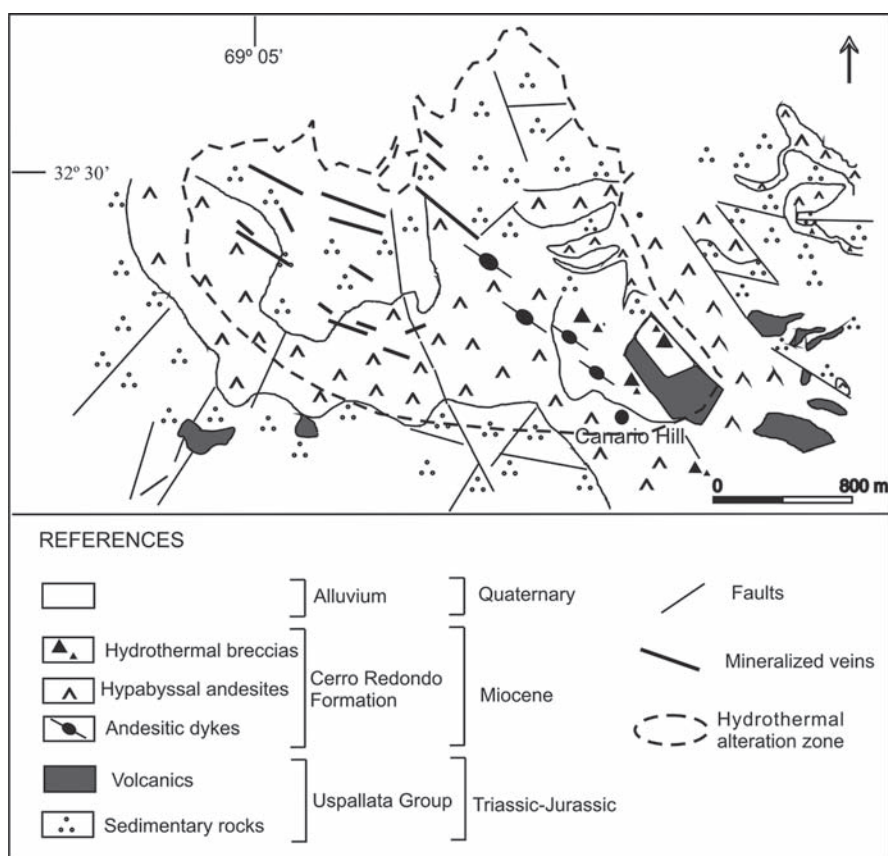 69º 05'
32º 30'
Canario Hill
0 800 m
REFERENCES
Alluvium
Quaternary
Faults
Hydrothermal breccias
Hypabyssal andesites
Andesitic dykes
Cerro Redondo
Formation
Miocene
Mineralized veins
Hydrothermal
alteration zone
Volcanics
Sedimentary rocks
Uspallata Group
Triassic-Jurassic